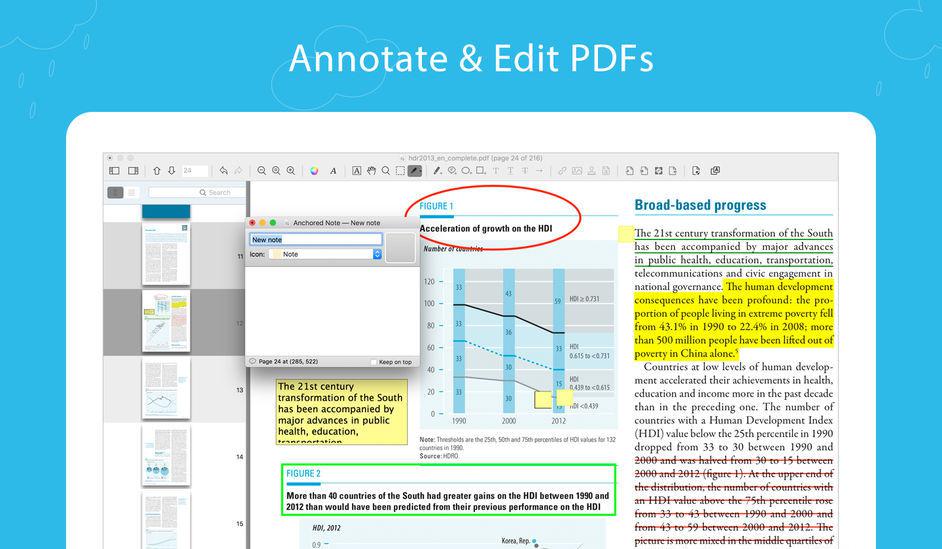 Annotate & Edit PDFs
hdr2013_en_complete.pdf (page 24 of 216)
24
Search
11
12
13
14
15
Anchored Note — New note
New note
Icon: Note
Page 24 at (285, 522)
Keep on top
The 21st century
transformation of the South
has been accompanied by
major advances in public
health, education,
transportation,
FIGURE 1
Acceleration of growth on the HDI
Number of countries
120
100
80
60
40
20
0
33
33
33
33
43
36
30
59
40
15
HDI ≥ 0.731
HDI
0.615 to <0.731
HDI
0.439 to <0.615
HDI <0.439
1990
2000
2012
Note: Thresholds are the 25th, 50th and 75th percentiles of HDI values for 132
countries in 1990.
Source: HDRO.
FIGURE 2
More than 40 countries of the South had greater gains on the HDI between 1990 and
2012 than would have been predicted from their previous performance on the HDI
HDI, 2012
0.9
Korea, Rep.
Broad-based progress
The 21st century transformation of the South
has been accompanied by major advances
in public health, education, transportation,
telecommunications and civic engagement in
national governance. The human development
consequences have been profound: the pro-
portion of people living in extreme poverty fell
from 43.1% in 1990 to 22.4% in 2008; more
than 500 million people have been lifted out of
poverty in China alone.⁵
Countries at low levels of human develop-
ment accelerated their achievements in health,
education and income more in the past decade
than in the preceding one. The number of
countries with a Human Development Index
(HDI) value below the 25th percentile in 1990
dropped from 33 to 30 between 1990 and
2000 and was halved from 30 to 15 between
2000 and 2012 (figure 1). At the upper end of
the distribution, the number of countries with
an HDI value above the 75th percentile rose
from 33 to 43 between 1990 and 2000 and
from 43 to 59 between 2000 and 2012. The
picture is more mixed in the middle quartiles of